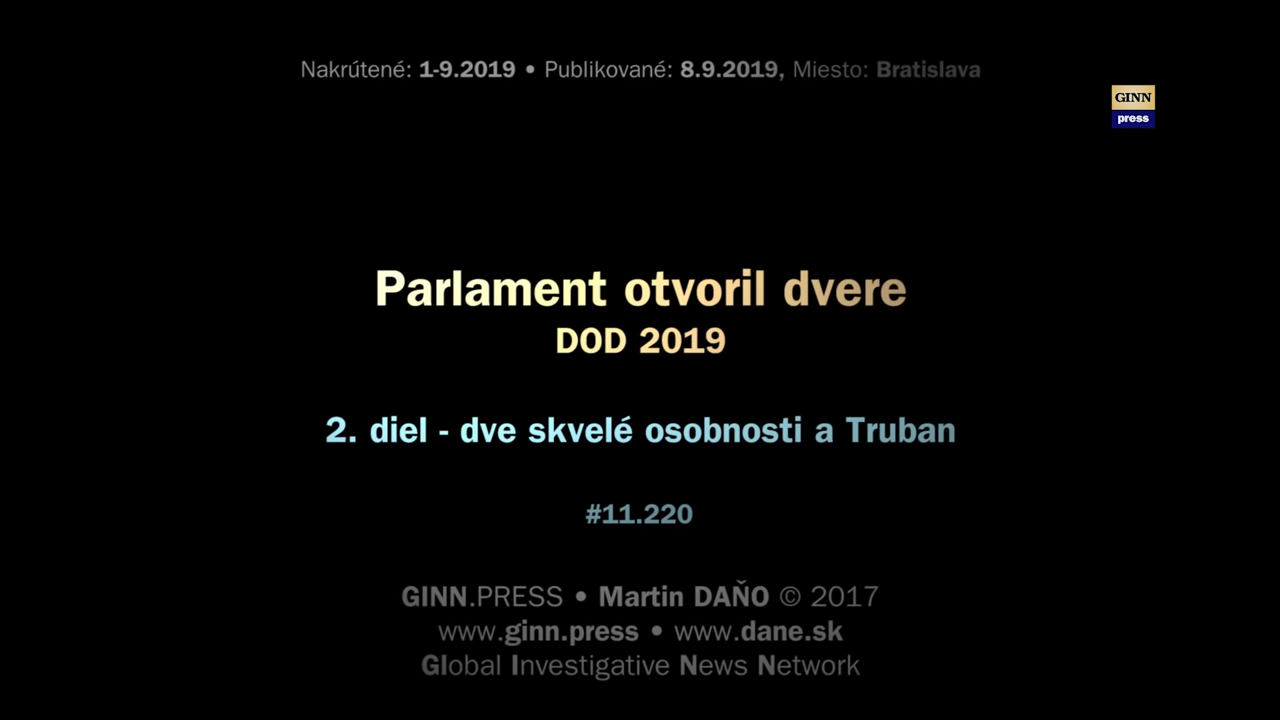 Nakrútené: 1-9.2019 • Publikované: 8.9.2019, Miesto: Bratislava
GINN
press
Parlament otvoril dvere
DOD 2019
2. diel - dve skvelé osobnosti a Truban
#11.220
GINN.PRESS • Martin DAŇO © 2017
www.ginn.press • www.dane.sk
GIobal Investigative News Network